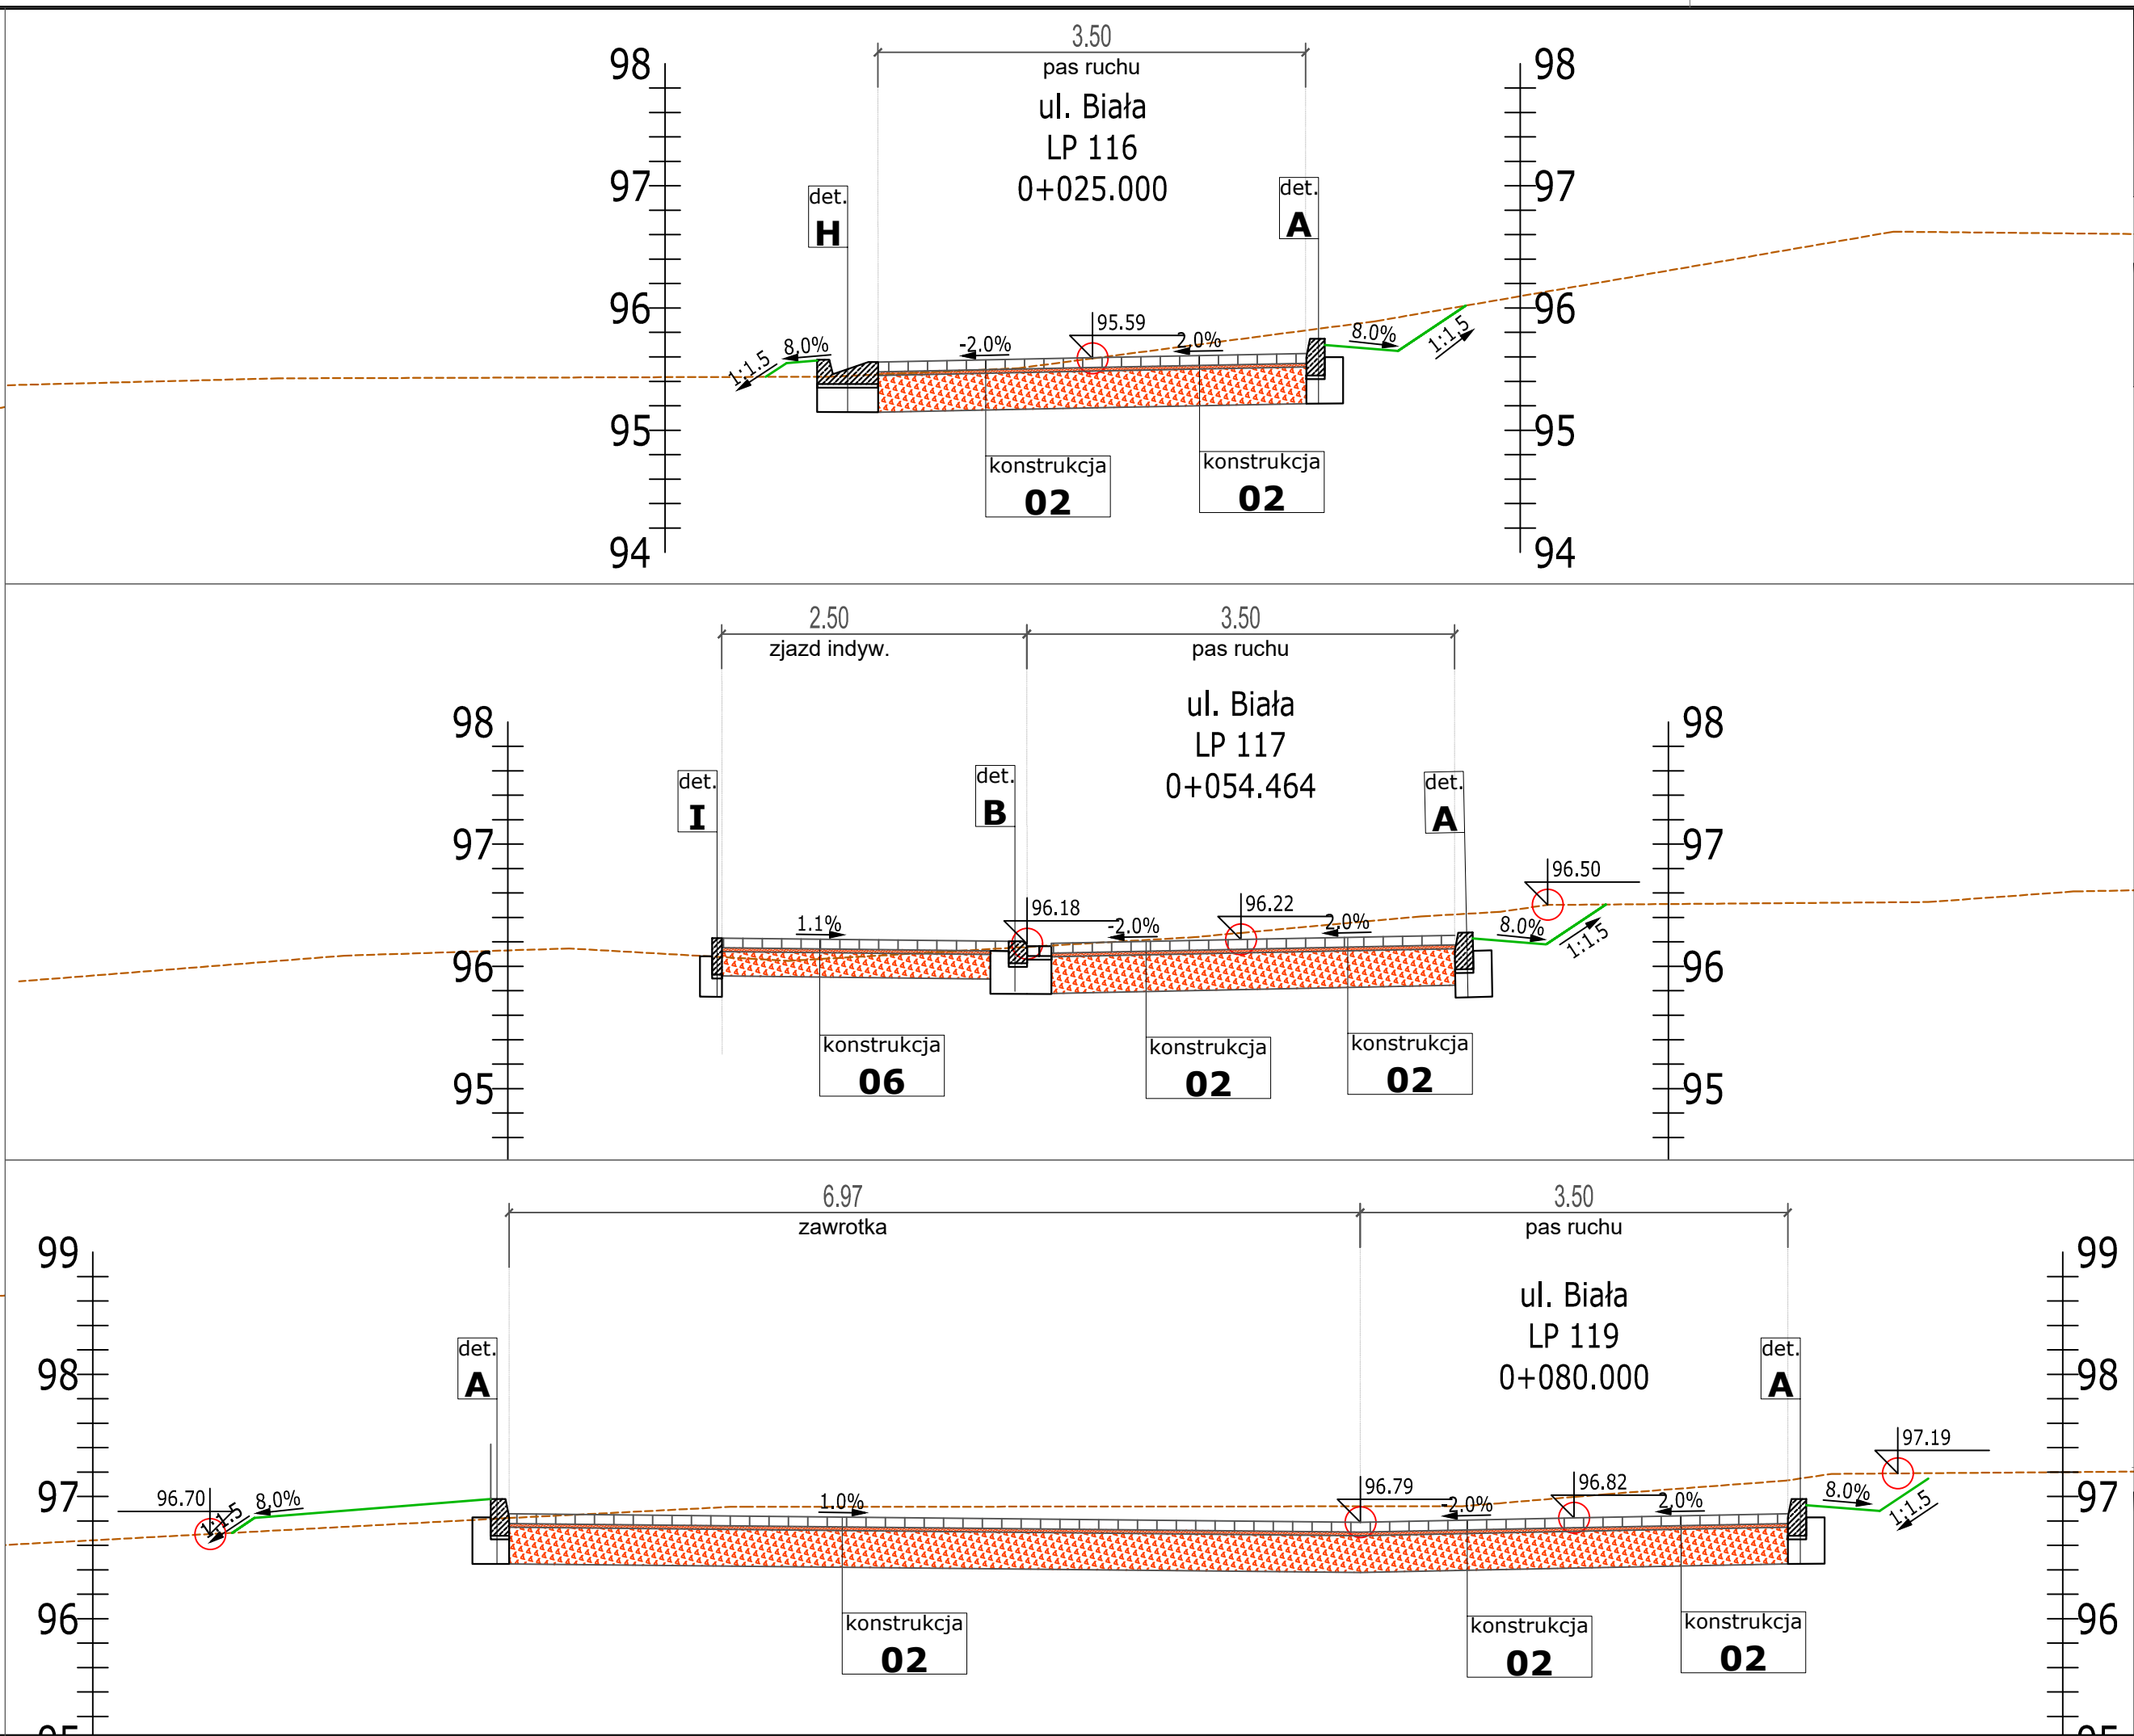 3.50
pas ruchu
ul. Biała
LP 116
0+025.000
98
97
96
95
94
98
97
96
95
94
det.
H
det.
A
1:1.5
8.0%
-2.0%
95.59
2.0%
8.0%
1:1.5
konstrukcja
02
konstrukcja
02
2.50
zjazd indyw.
3.50
pas ruchu
ul. Biała
LP 117
0+054.464
98
97
96
95
98
97
96
95
det.
I
det.
B
det.
A
1.1%
96.18
-2.0%
96.22
2.0%
96.50
8.0%
1:1.5
konstrukcja
06
konstrukcja
02
konstrukcja
02
6.97
zawrotka
3.50
pas ruchu
ul. Biała
LP 119
0+080.000
99
98
97
96
95
99
98
97
96
95
det.
A
det.
A
96.70
1:1.5
8.0%
1.0%
96.79
-2.0%
96.82
2.0%
97.19
8.0%
1:1.5
konstrukcja
02
konstrukcja
02
konstrukcja
02